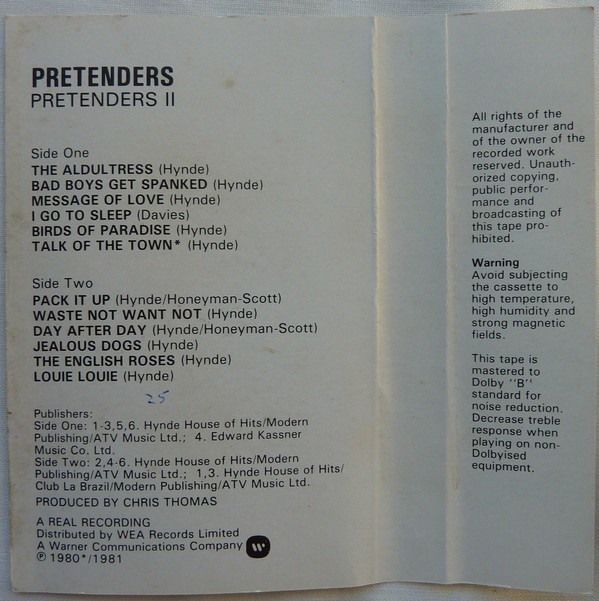 PRETENDERS
PRETENDERS II
Side One
THE ALDULTRESS (Hynde)
BAD BOYS GET SPANKED (Hynde)
MESSAGE OF LOVE (Hynde)
I GO TO SLEEP (Davies)
BIRDS OF PARADISE (Hynde)
TALK OF THE TOWN* (Hynde)
Side Two
PACK IT UP (Hynde/Honeyman-Scott)
WASTE NOT WANT NOT (Hynde)
DAY AFTER DAY (Hynde/Honeyman-Scott)
JEALOUS DOGS (Hynde)
THE ENGLISH ROSES (Hynde)
LOUIE LOUIE (Hynde)
25
Publishers:
Side One: 1-3,5,6. Hynde House of Hits/Modern
Publishing/ATV Music Ltd.; 4. Edward Kassner
Music Co. Ltd.
Side Two: 2,4-6. Hynde House of Hits/Modern
Publishing/ATV Music Ltd.; 1,3. Hynde House of Hits/
Club La Brazil/Modern Publishing/ATV Music Ltd.
PRODUCED BY CHRIS THOMAS
A REAL RECORDING
Distributed by WEA Records Limited
A Warner Communications Company
℗ 1980*/1981
All rights of the
manufacturer and
of the owner of the
recorded work
reserved. Unauth-
orized copying,
public perfor-
mance and
broadcasting of
this tape pro-
hibited.
Warning
Avoid subjecting
the cassette to
high temperature,
high humidity and
strong magnetic
fields.
This tape is
mastered to
Dolby "B"
standard for
noise reduction.
Decrease treble
response when
playing on non-
Dolbyised
equipment.